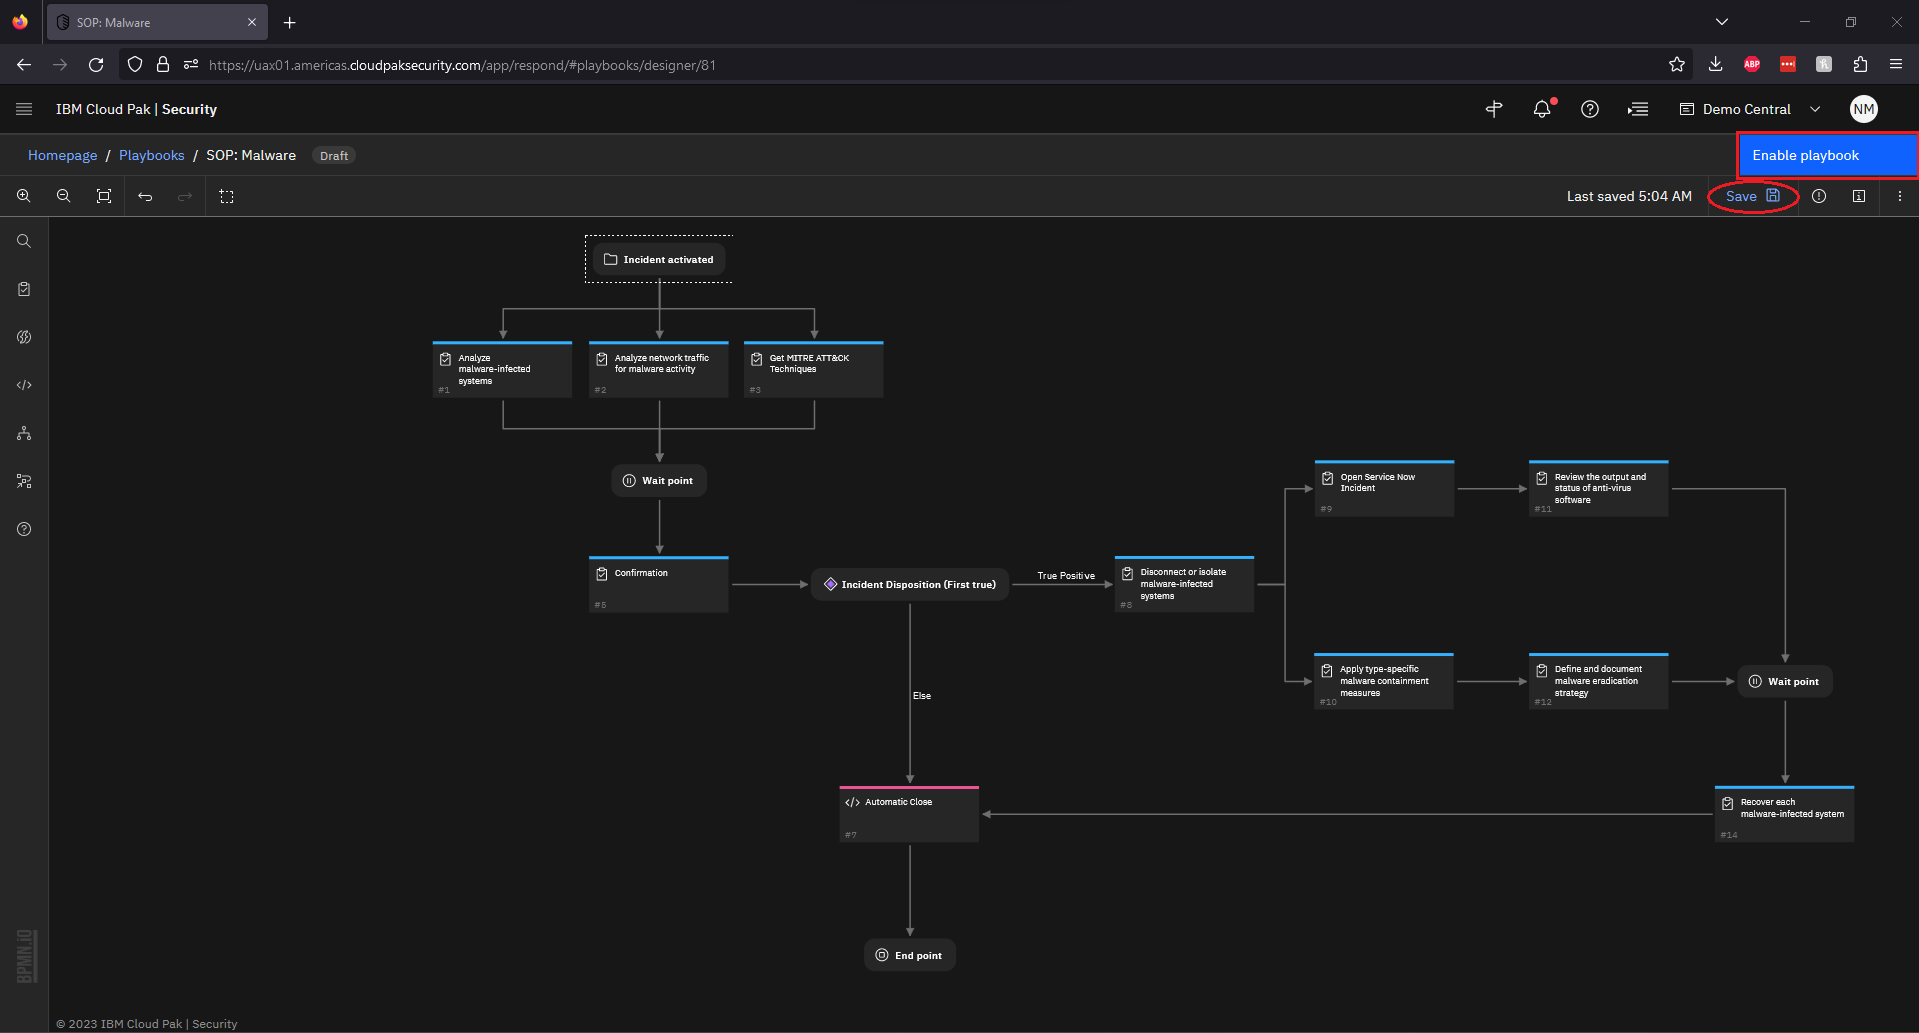 SOP: Malware
https://uax01.americas.cloudpaksecurity.com/app/respond/#playbooks/designer/81
ABP
IBM Cloud Pak | Security
Demo Central
NM
Homepage / Playbooks / SOP: Malware
Draft
Enable playbook
Last saved 5:04 AM
Save
Incident activated
Analyze
malware-infected
systems
#1
Analyze network traffic
for malware activity
#2
Get MITRE ATT&CK
Techniques
#3
Wait point
Confirmation
#5
Incident Disposition (First true)
True Positive
Disconnect or isolate
malware-infected
systems
#8
Open Service Now
Incident
#9
Review the output and
status of anti-virus
software
#11
Apply type-specific
malware containment
measures
#10
Define and document
malware eradication
strategy
#12
Wait point
Else
Automatic Close
#7
Recover each
malware-infected system
#14
End point
BPMN.iO
© 2023 IBM Cloud Pak | Security